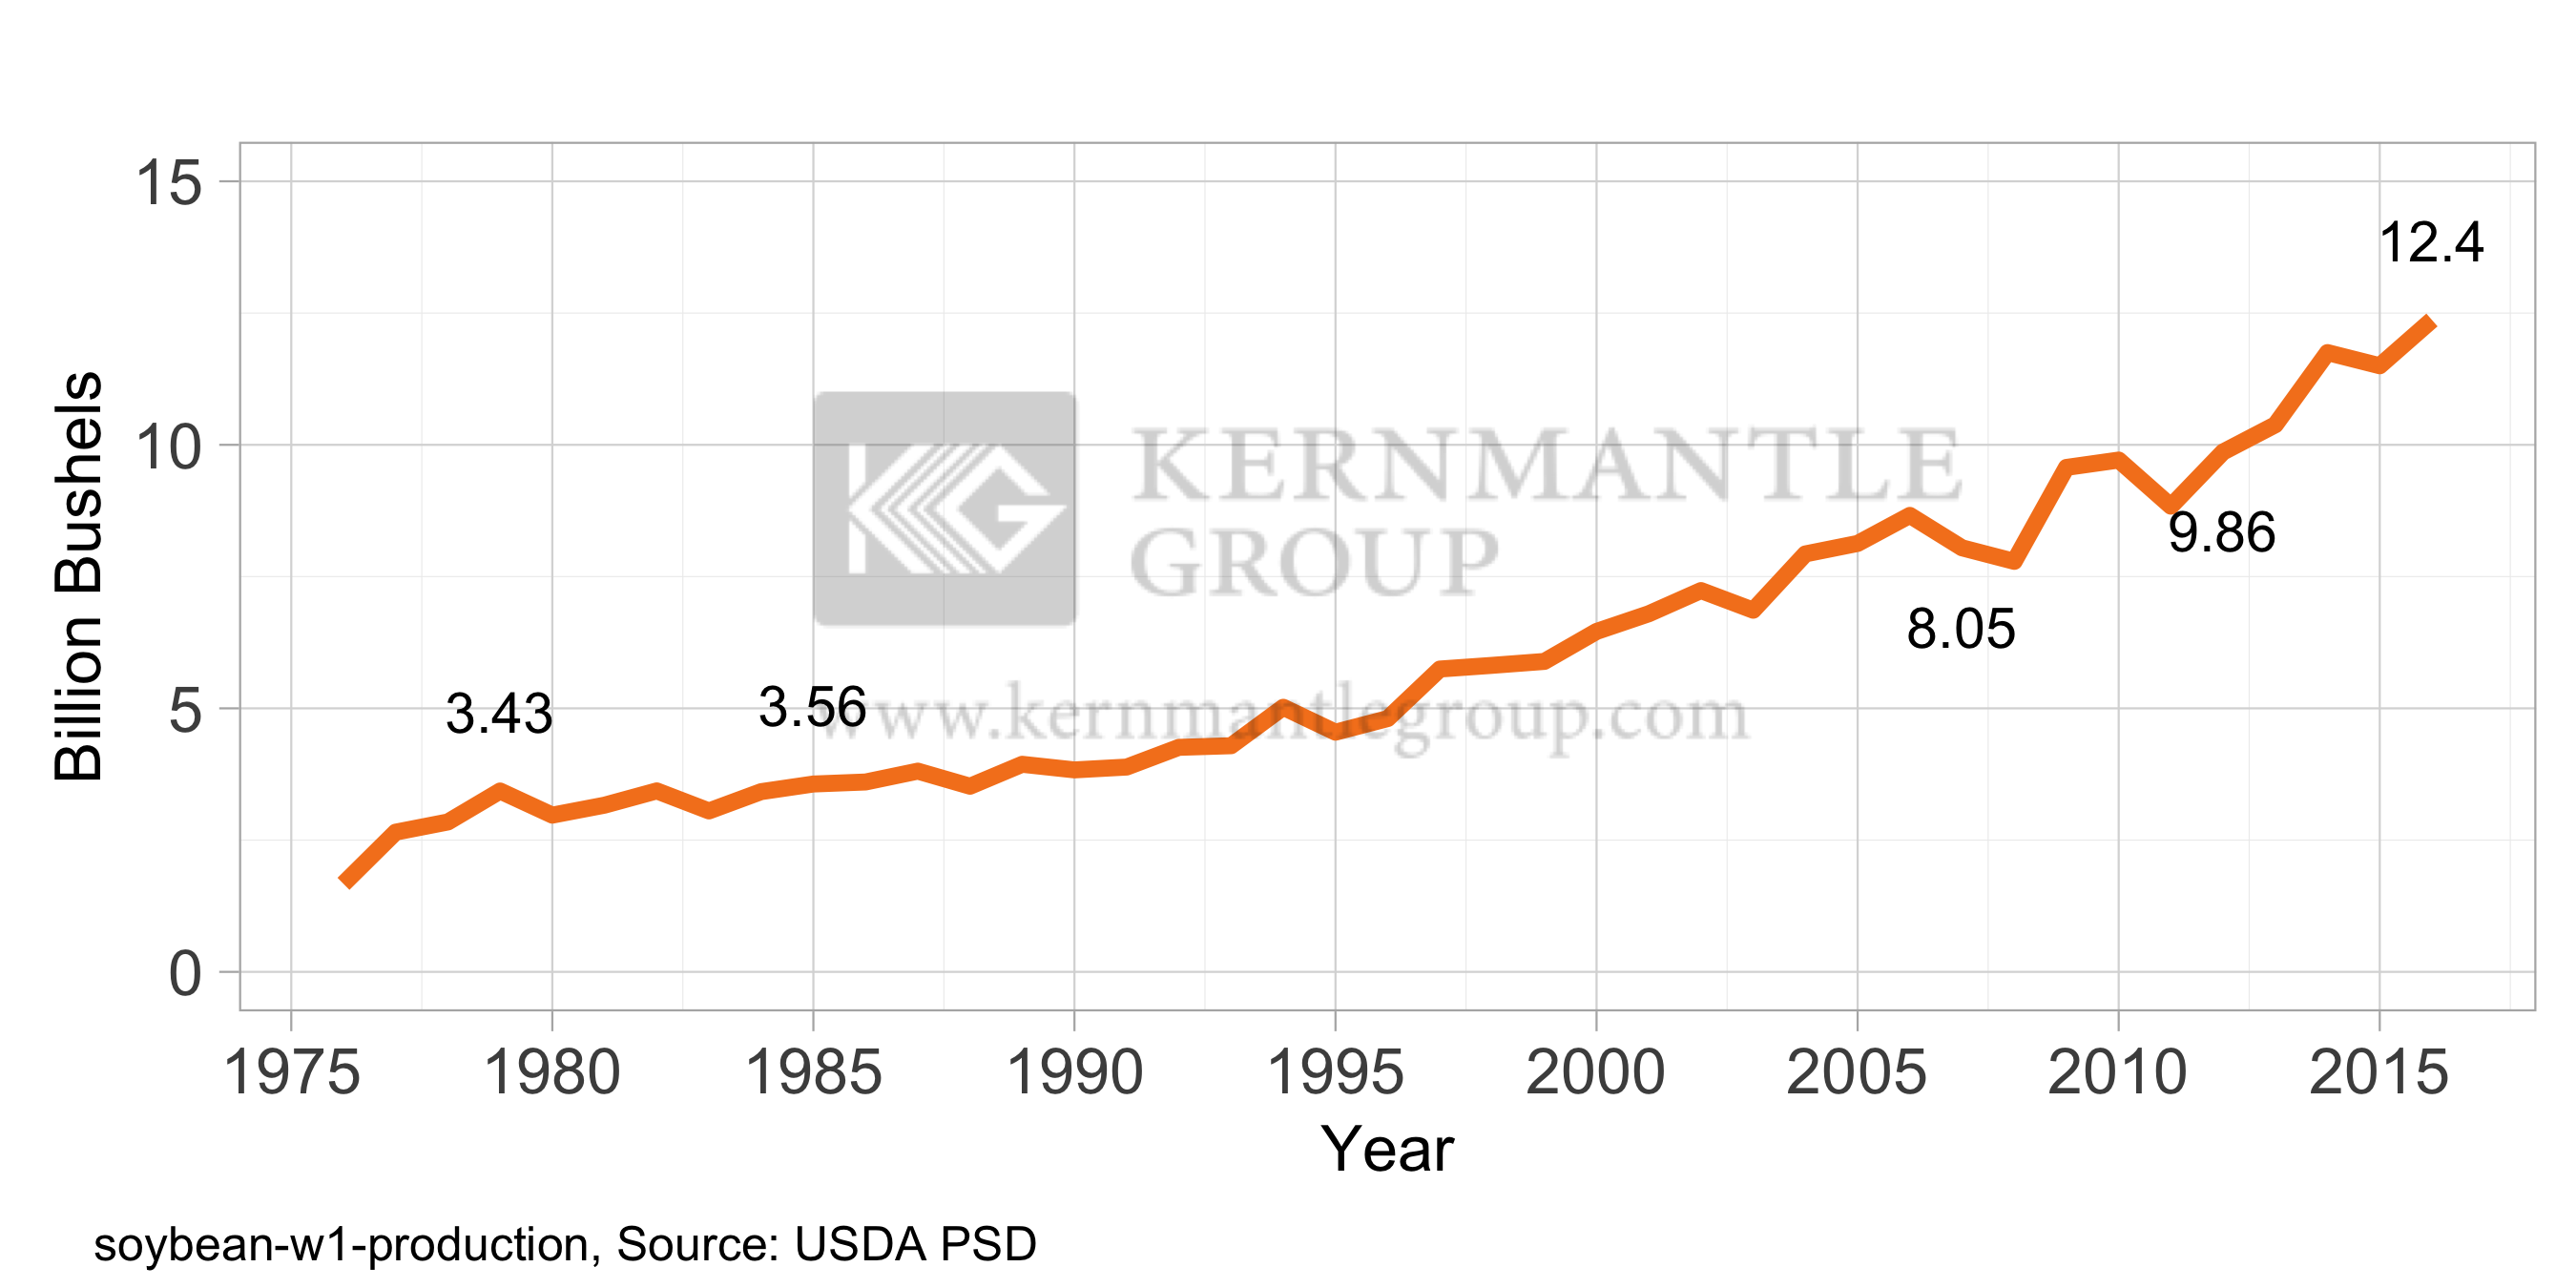 15
12.4
10
KERNMANTLE
GROUP
9.86
8.05
5
3.43
3.56
www.kernmantlegroup.com
0
Billion Bushels
1975 1980 1985 1990 1995 2000 2005 2010 2015
Year
soybean-w1-production, Source: USDA PSD
KG